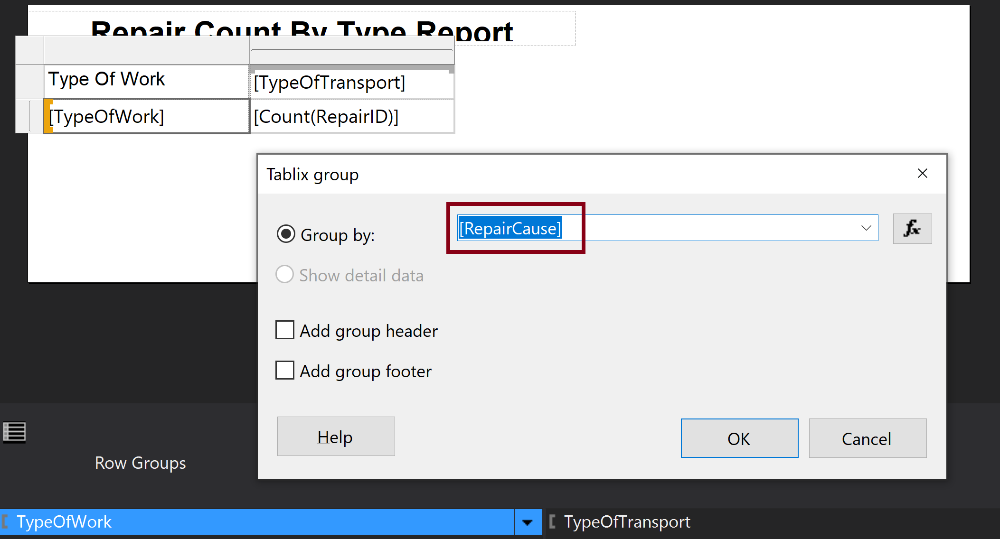 Repair Count By Type Report
Type Of Work
[TypeOfTransport]
[TypeOfWork]
[Count(RepairID)]
Tablix group
Group by:
[RepairCause]
fx
Show detail data
Add group header
Add group footer
Help
OK
Cancel
Row Groups
TypeOfWork
TypeOfTransport